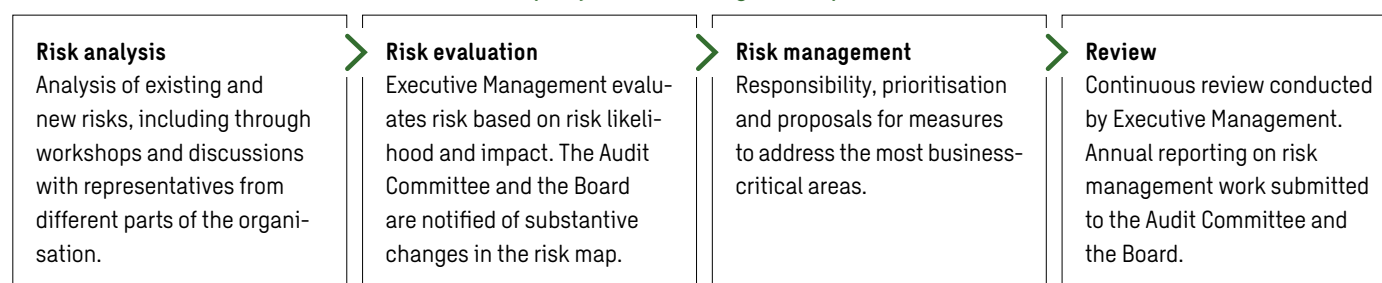 Risk analysis
Analysis of existing and
new risks, including through
workshops and discussions
with representatives from
different parts of the organi-
sation.
Risk evaluation
Executive Management evalu-
ates risk based on risk likeli-
hood and impact. The Audit
Committee and the Board
are notified of substantive
changes in the risk map.
Risk management
Responsibility, prioritisation
and proposals for measures
to address the most business-
critical areas.
Review
Continuous review conducted
by Executive Management.
Annual reporting on risk
management work submitted
to the Audit Committee and
the Board.